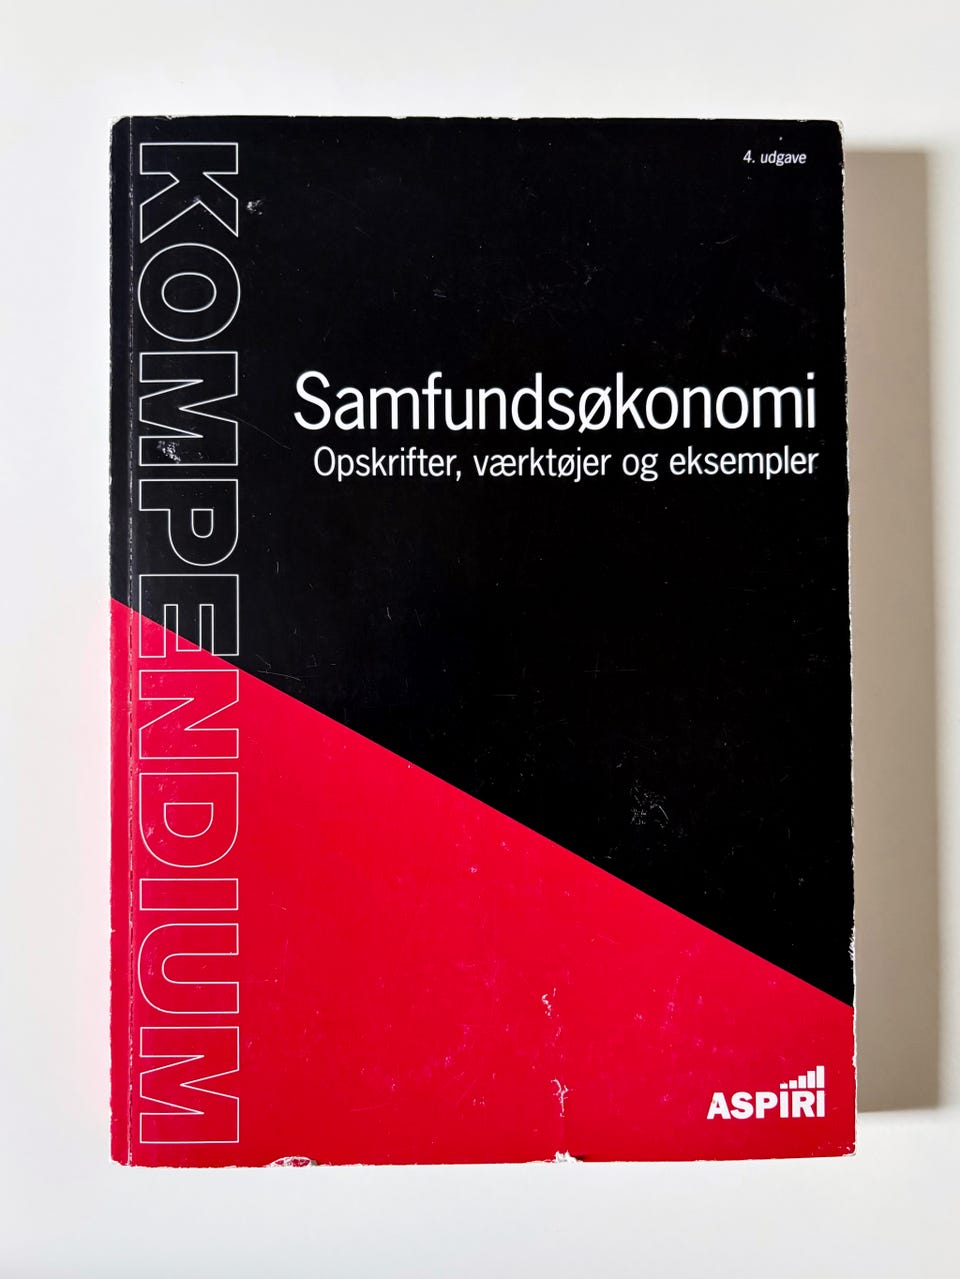 4. udgave
KOMPENDIUM
Samfundsøkonomi
Opskrifter, værktøjer og eksempler
ASPIRI